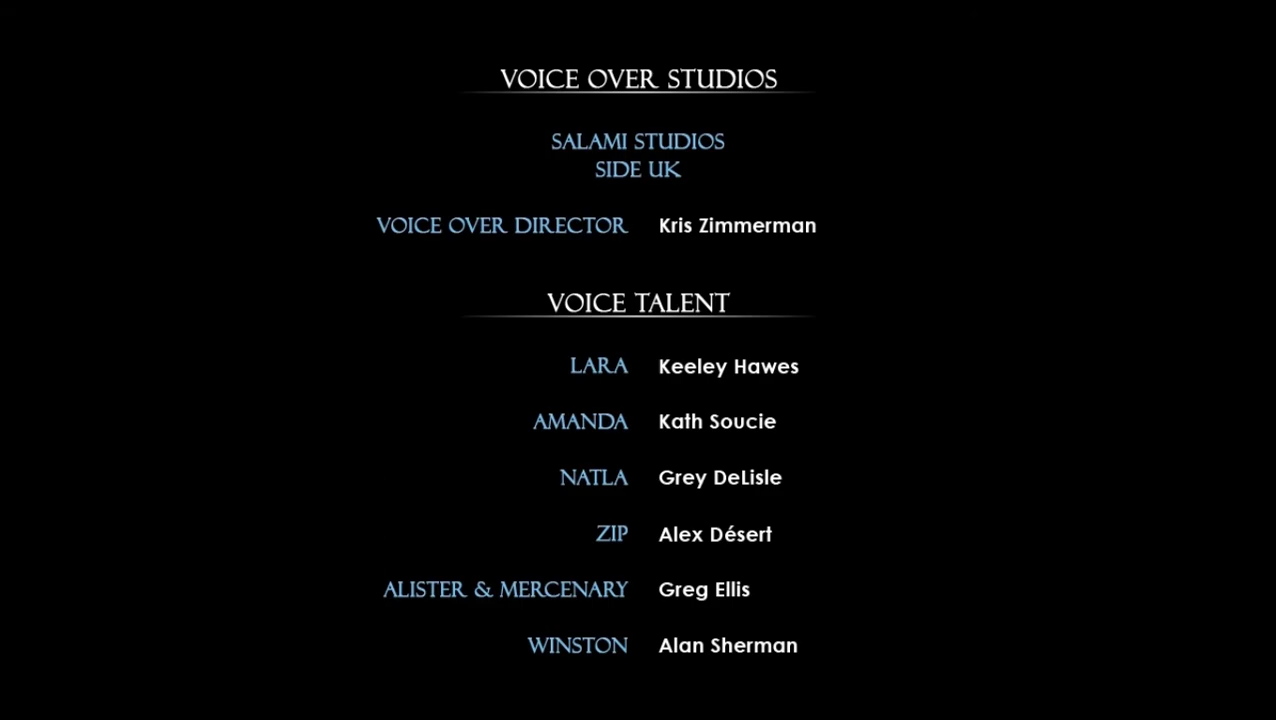 VOICE OVER STUDIOS
SALAMI STUDIOS
SIDE UK
VOICE OVER DIRECTOR Kris Zimmerman
VOICE TALENT
LARA Keeley Hawes
AMANDA Kath Soucie
NATLA Grey DeLisle
ZIP Alex Désert
ALISTER & MERCENARY Greg Ellis
WINSTON Alan Sherman